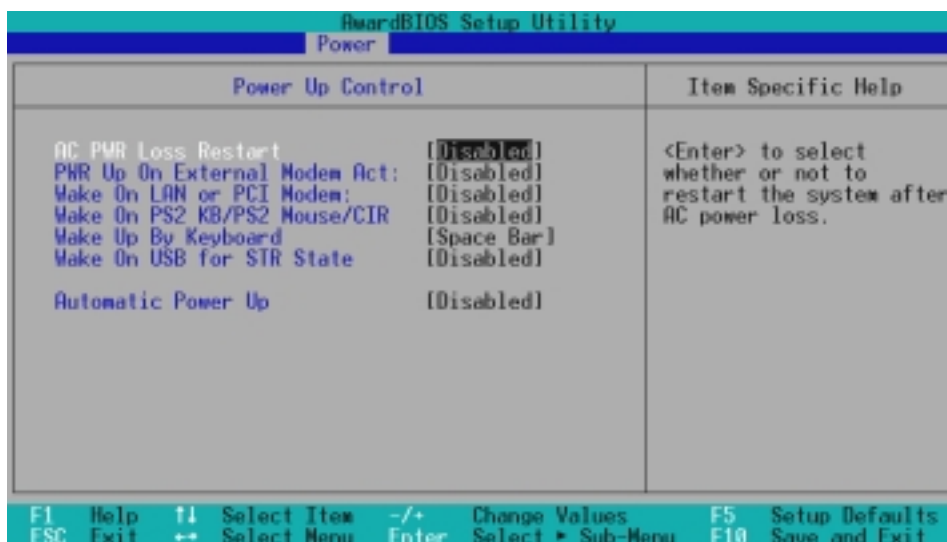 AwardBIOS Setup Utility
Power
Power Up Control
Item Specific Help
AC PWR Loss Restart [Disabled]
PWR Up On External Modem Act: [Disabled]
Wake On LAN or PCI Modem: [Disabled]
Wake On PS2 KB/PS2 Mouse/CIR [Disabled]
Wake Up By Keyboard [Space Bar]
Wake On USB for STR State [Disabled]
Automatic Power Up [Disabled]
<Enter> to select
whether or not to
restart the system after
AC power loss.
F1 Help ↑↓ Select Item -/+ Change Values F5 Setup Defaults
ESC Exit ←→ Select Menu Enter Select ► Sub-Menu F10 Save and Exit